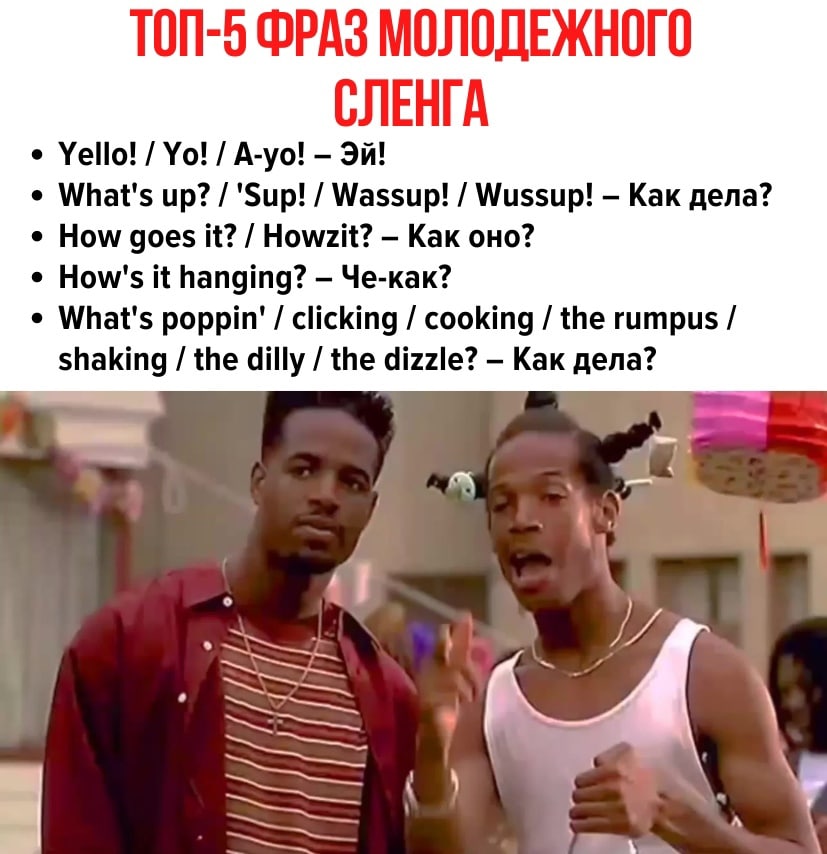 ТОП-5 ФРАЗ МОЛОДЕЖНОГО
СЛЕНГА
• Yello! / Yo! / A-yo! – Эй!
• What's up? / 'Sup! / Wassup! / Wussup! – Как дела?
• How goes it? / Howzit? – Как оно?
• How's it hanging? – Че-как?
• What's poppin' / clicking / cooking / the rumpus /
shaking / the dilly / the dizzle? – Как дела?